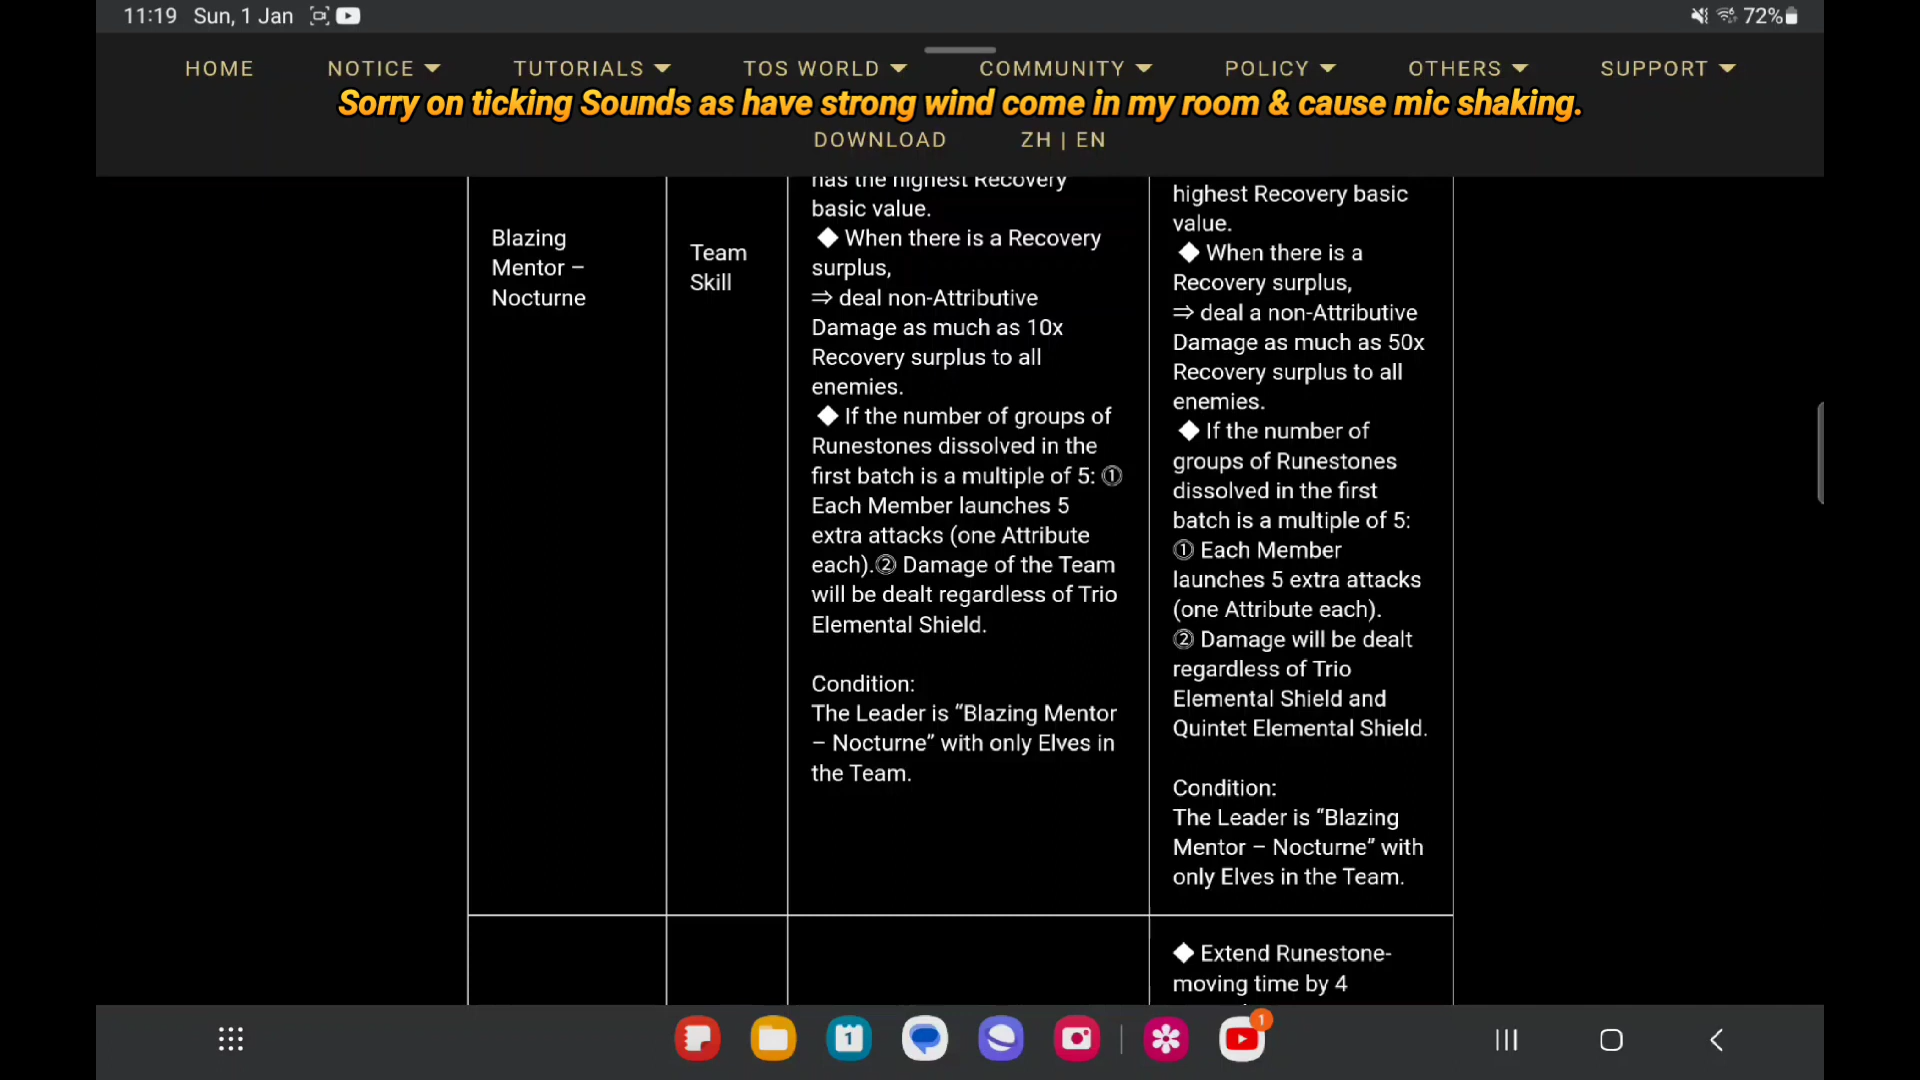 11:19 Sun, 1 Jan
72%
HOME NOTICE TUTORIALS TOS WORLD COMMUNITY POLICY OTHERS SUPPORT
Sorry on ticking Sounds as have strong wind come in my room & cause mic shaking.
DOWNLOAD ZH | EN
Blazing
Mentor –
Nocturne
Team
Skill
has the highest Recovery
basic value.
◆ When there is a Recovery
surplus,
⇒ deal non-Attributive
Damage as much as 10x
Recovery surplus to all
enemies.
◆ If the number of groups of
Runestones dissolved in the
first batch is a multiple of 5: ①
Each Member launches 5
extra attacks (one Attribute
each).② Damage of the Team
will be dealt regardless of Trio
Elemental Shield.
Condition:
The Leader is “Blazing Mentor
– Nocturne” with only Elves in
the Team.
highest Recovery basic
value.
◆ When there is a
Recovery surplus,
⇒ deal a non-Attributive
Damage as much as 50x
Recovery surplus to all
enemies.
◆ If the number of
groups of Runestones
dissolved in the first
batch is a multiple of 5:
① Each Member
launches 5 extra attacks
(one Attribute each).
② Damage will be dealt
regardless of Trio
Elemental Shield and
Quintet Elemental Shield.
Condition:
The Leader is “Blazing
Mentor – Nocturne” with
only Elves in the Team.
◆ Extend Runestone-
moving time by 4
1
1